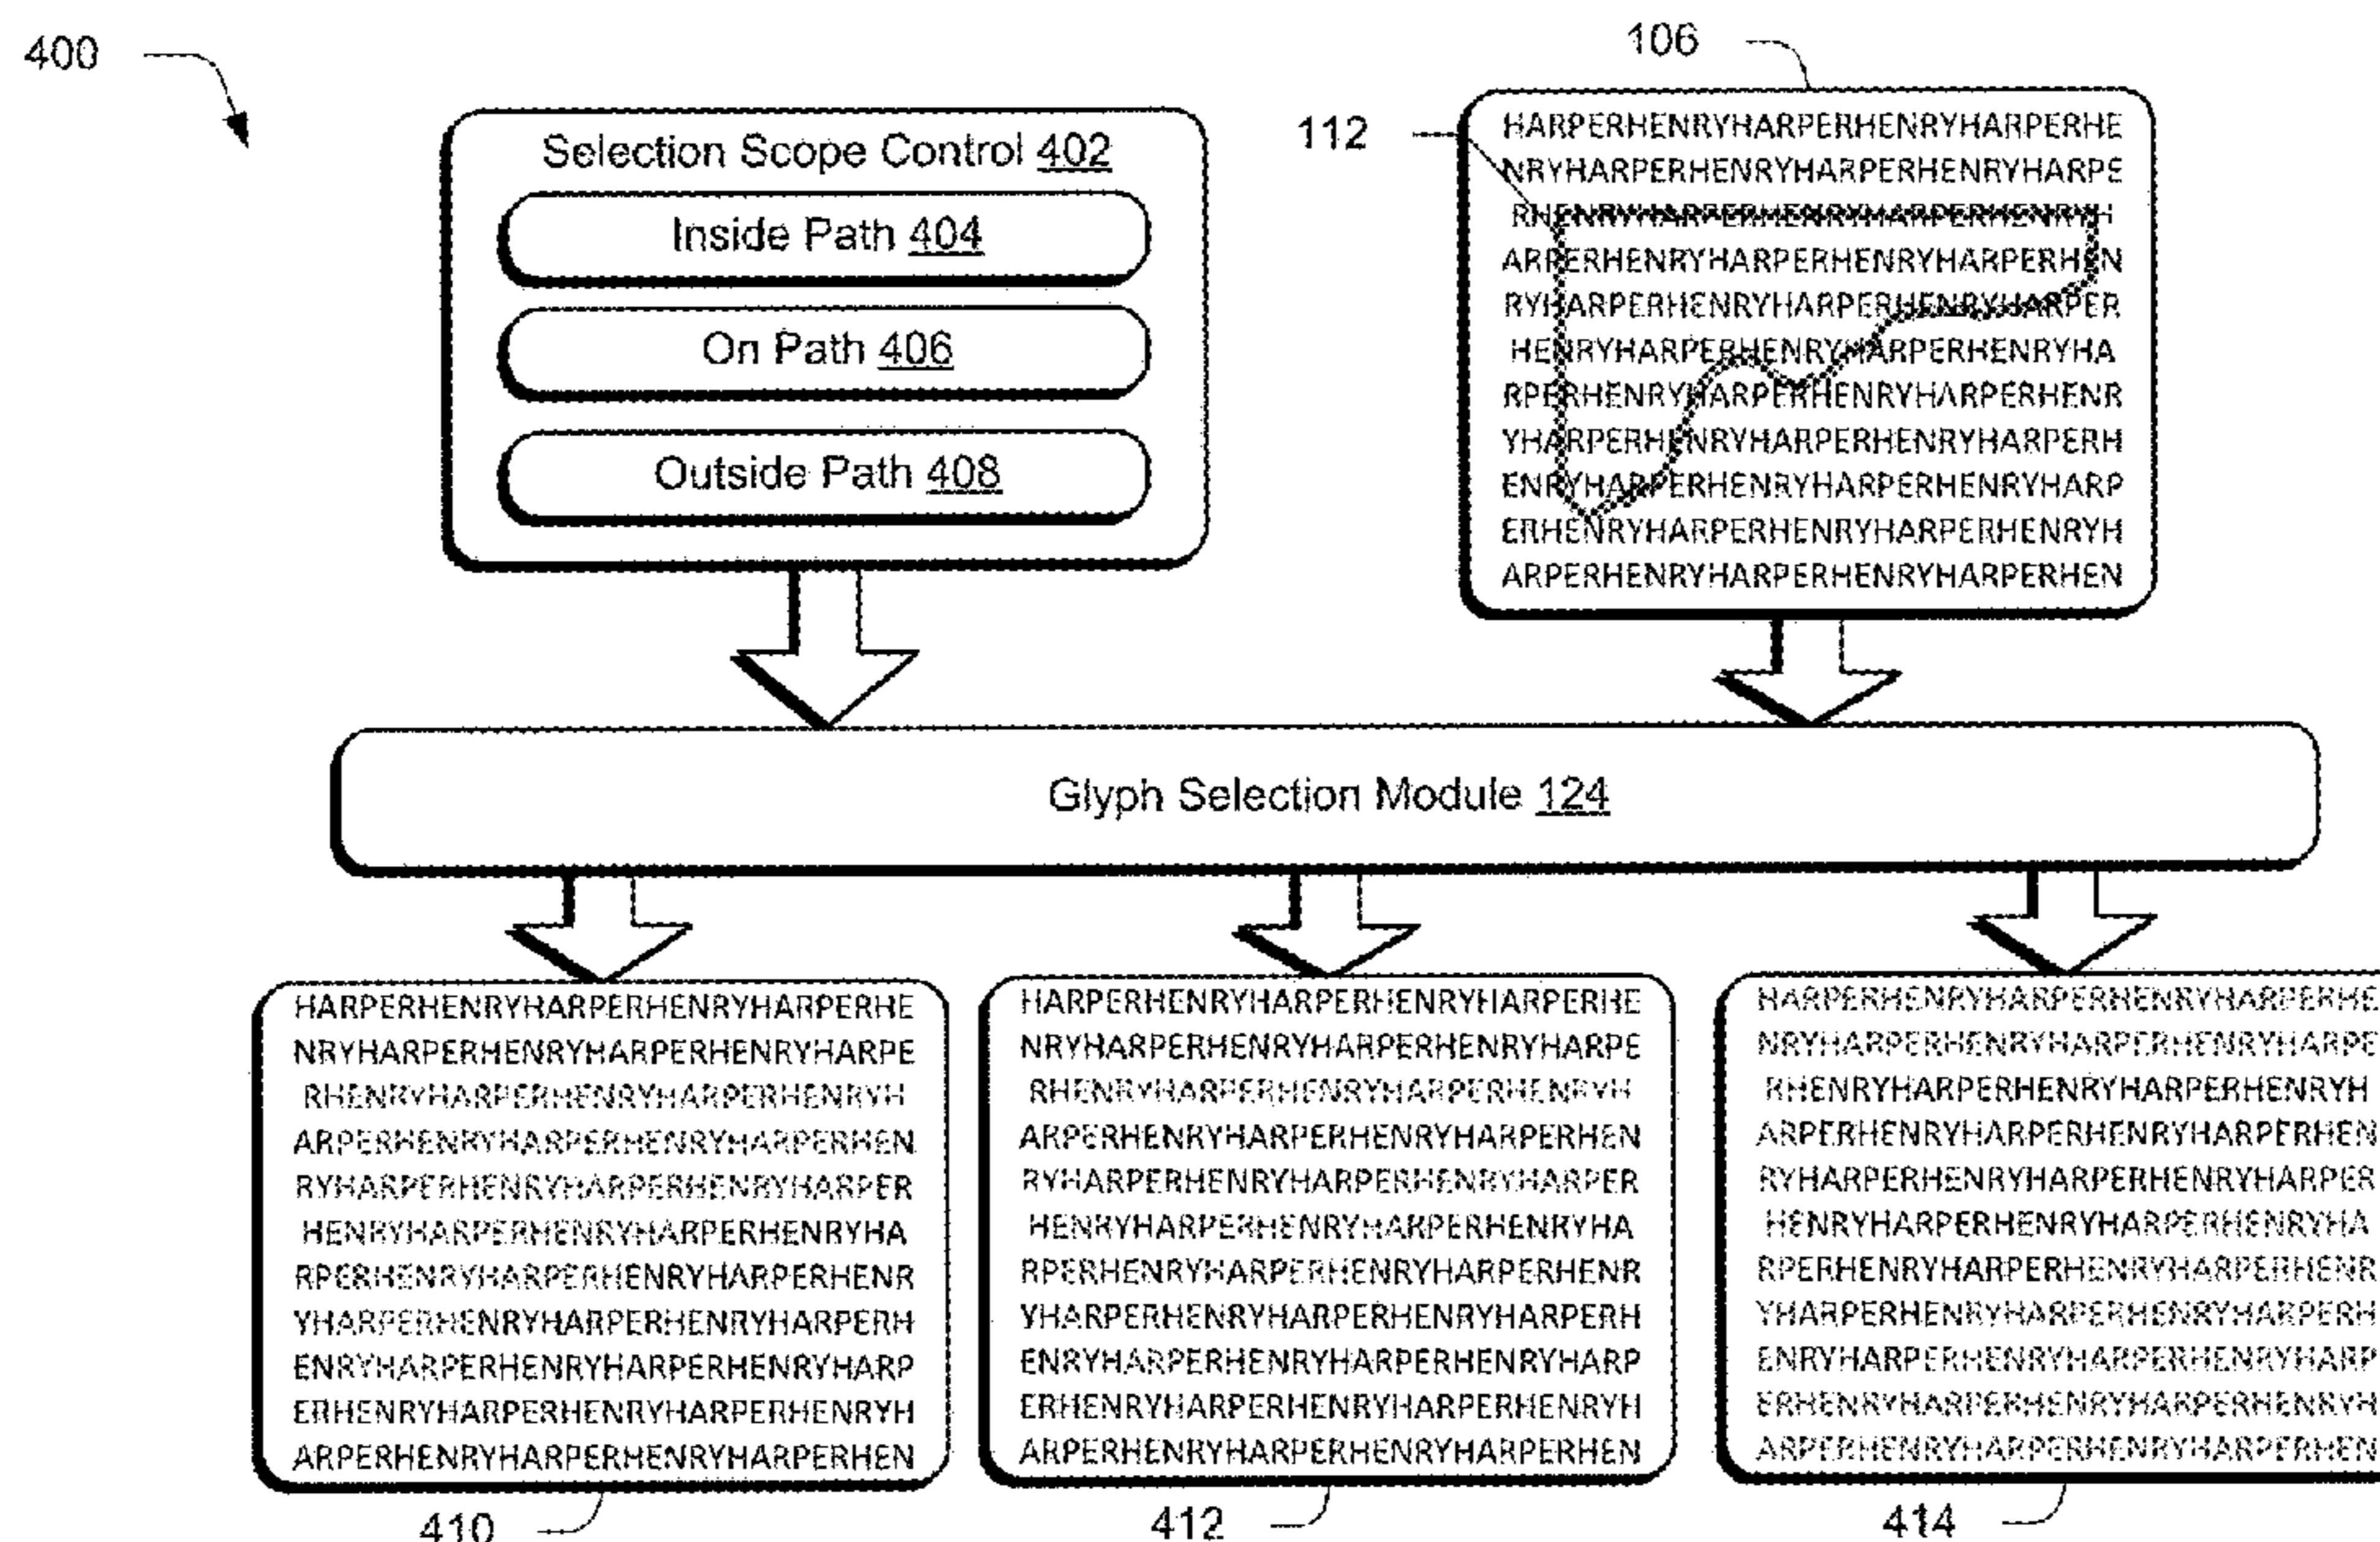 400
106
112
Selection Scope Control 402
Inside Path 404
On Path 406
Outside Path 408
HARPERHENRYHARPERHENRYHARPERHE
NRYHARPERHENRYHARPERHENRYHARPE
RHENRYHARPERHENRYHARPERHENRYH
ARPERHENRYHARPERHENRYHARPERHEN
RYHARPERHENRYHARPERHENRYHARPER
HENRYHARPERHENRYHARPERHENRYHA
RPERHENRYHARPERHENRYHARPERHENR
YHARPERHENRYHARPERHENRYHARPERH
ENRYHARPERHENRYHARPERHENRYHARP
ERHENRYHARPERHENRYHARPERHENRYH
ARPERHENRYHARPERHENRYHARPERHEN
Glyph Selection Module 124
HARPERHENRYHARPERHENRYHARPERHE
NRYHARPERHENRYHARPERHENRYHARPE
RHENRYHARPERHENRYHARPERHENRYH
ARPERHENRYHARPERHENRYHARPERHEN
RYHARPERHENRYHARPERHENRYHARPER
HENRYHARPERHENRYHARPERHENRYHA
RPERHENRYHARPERHENRYHARPERHENR
YHARPERHENRYHARPERHENRYHARPERH
ENRYHARPERHENRYHARPERHENRYHARP
ERHENRYHARPERHENRYHARPERHENRYH
ARPERHENRYHARPERHENRYHARPERHEN
410
HARPERHENRYHARPERHENRYHARPERHE
NRYHARPERHENRYHARPERHENRYHARPE
RHENRYHARPERHENRYHARPERHENRYH
ARPERHENRYHARPERHENRYHARPERHEN
RYHARPERHENRYHARPERHENRYHARPER
HENRYHARPERHENRYHARPERHENRYHA
RPERHENRYHARPERHENRYHARPERHENR
YHARPERHENRYHARPERHENRYHARPERH
ENRYHARPERHENRYHARPERHENRYHARP
ERHENRYHARPERHENRYHARPERHENRYH
ARPERHENRYHARPERHENRYHARPERHEN
412
HARPERHENRYHARPERHENRYHARPERHE
NRYHARPERHENRYHARPERHENRYHARPE
RHENRYHARPERHENRYHARPERHENRYH
ARPERHENRYHARPERHENRYHARPERHEN
RYHARPERHENRYHARPERHENRYHARPER
HENRYHARPERHENRYHARPERHENRYHA
RPERHENRYHARPERHENRYHARPERHENR
YHARPERHENRYHARPERHENRYHARPERH
ENRYHARPERHENRYHARPERHENRYHARP
ERHENRYHARPERHENRYHARPERHENRYH
ARPERHENRYHARPERHENRYHARPERHEN
414